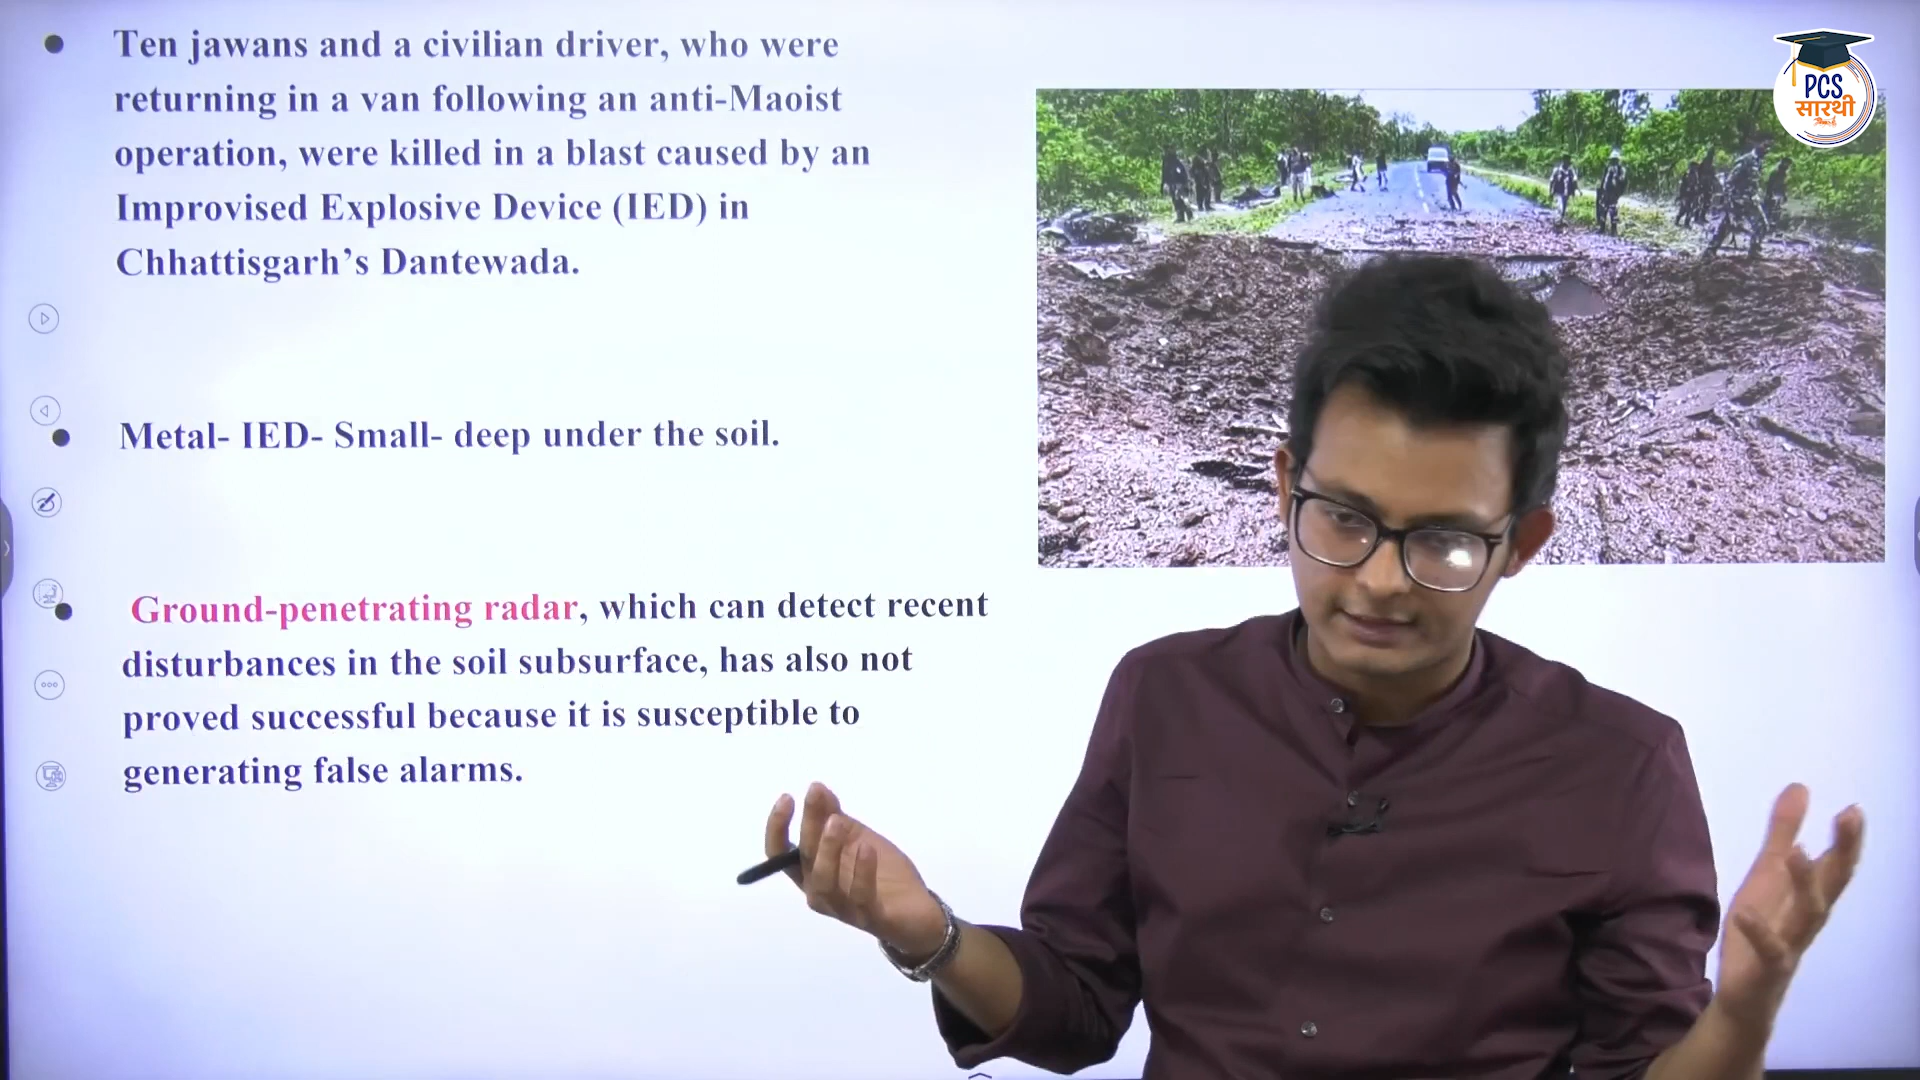 Ten jawans and a civilian driver, who were
returning in a van following an anti-Maoist
operation, were killed in a blast caused by an
Improvised Explosive Device (IED) in
Chhattisgarh’s Dantewada.
Metal- IED- Small- deep under the soil.
Ground-penetrating radar, which can detect recent
disturbances in the soil subsurface, has also not
proved successful because it is susceptible to
generating false alarms.
PCS
सारथी